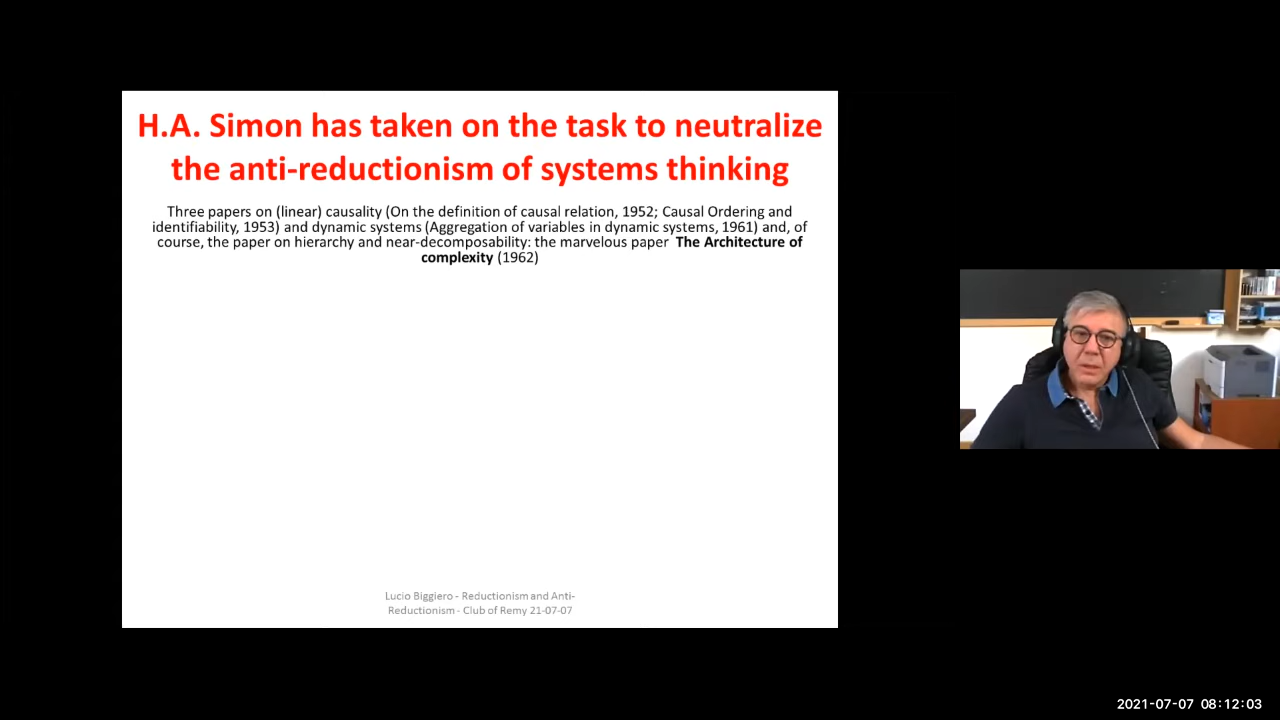 H.A. Simon has taken on the task to neutralize
the anti-reductionism of systems thinking
Three papers on (linear) causality (On the definition of causal relation, 1952; Causal Ordering and
identifiability, 1953) and dynamic systems (Aggregation of variables in dynamic systems, 1961) and, of
course, the paper on hierarchy and near-decomposability: the marvelous paper The Architecture of
complexity (1962)
Lucio Biggiero - Reductionism and Anti-
Reductionism - Club of Remy 21-07-07
2021-07-07 08:12:03